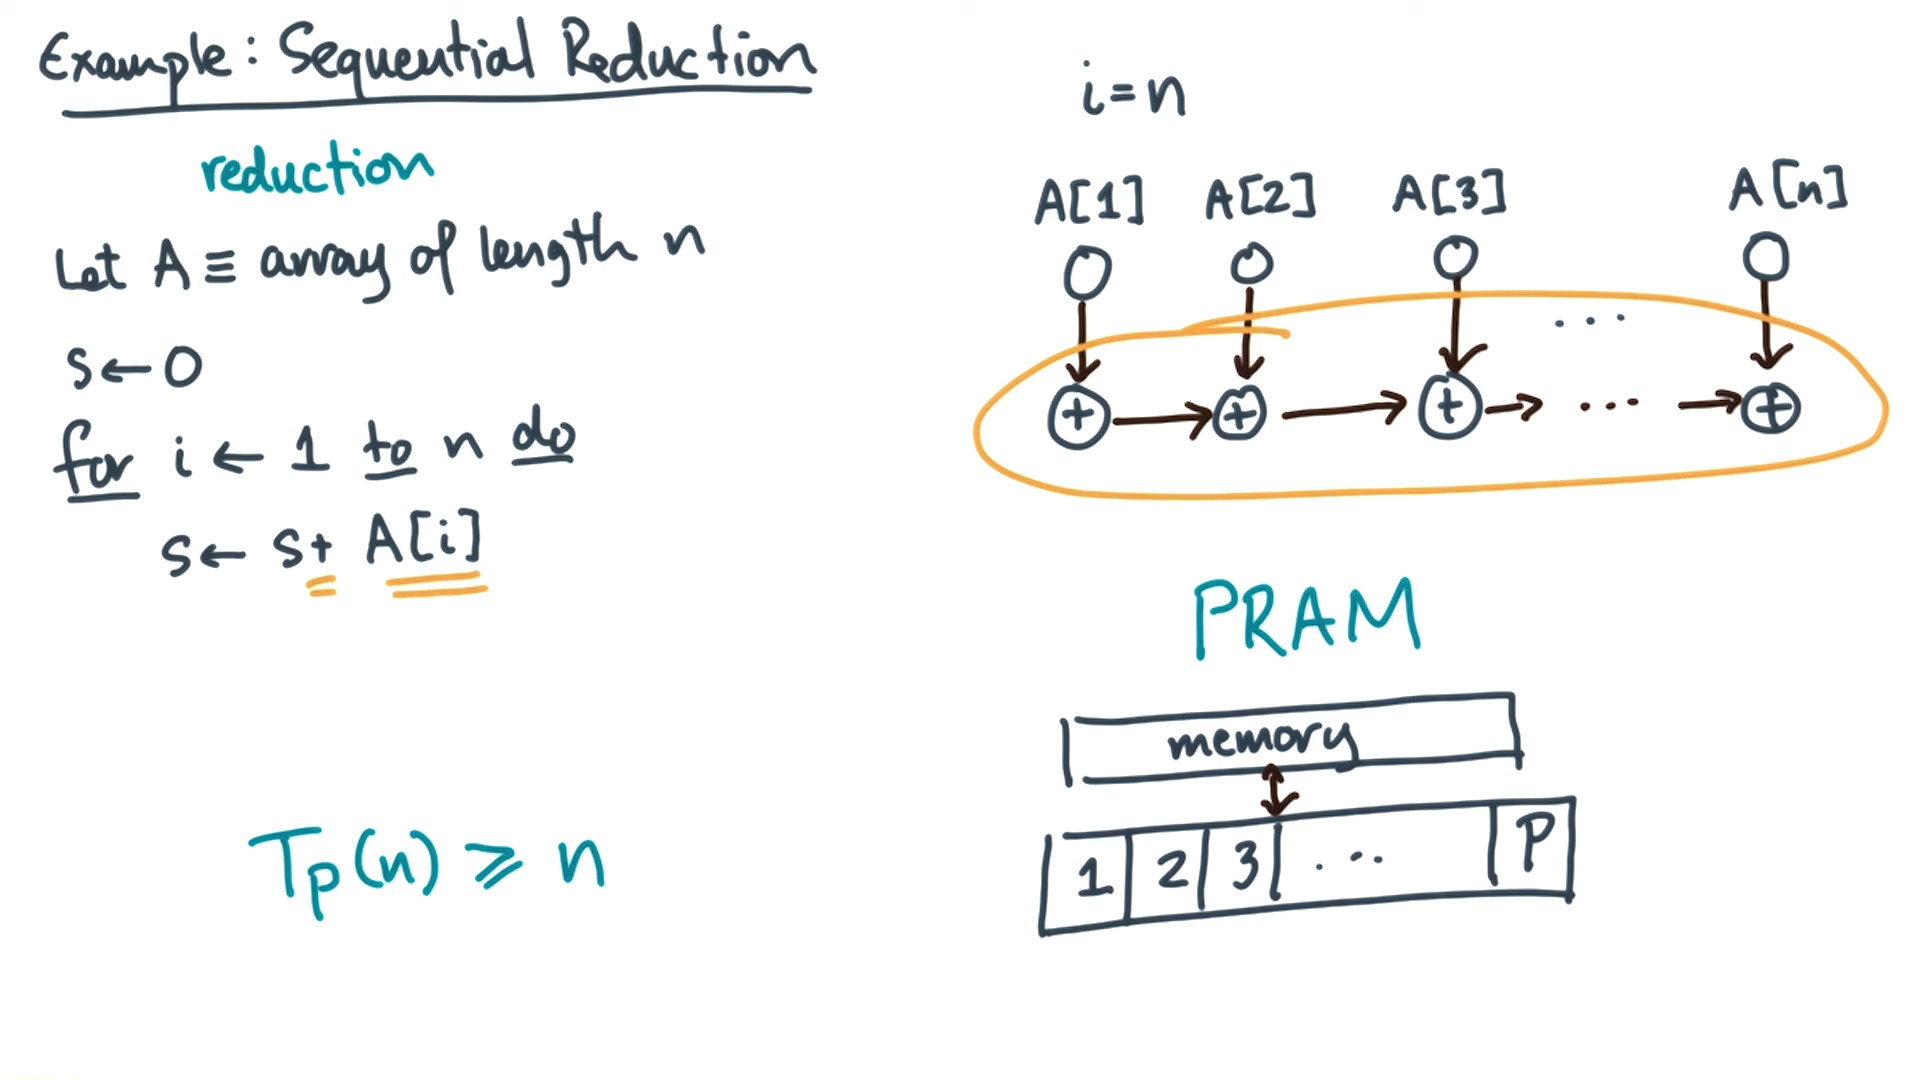 Example: Sequential Reduction
reduction
Let A ≡ array of length n
s ← 0
for i ← 1 to n do
s ← s + A[i]
T_p(n) ⩾ n
i = n
A[1] A[2] A[3] A[n]
...
+ → + → + → ... → +
PRAM
memory
1 2 3 ... P